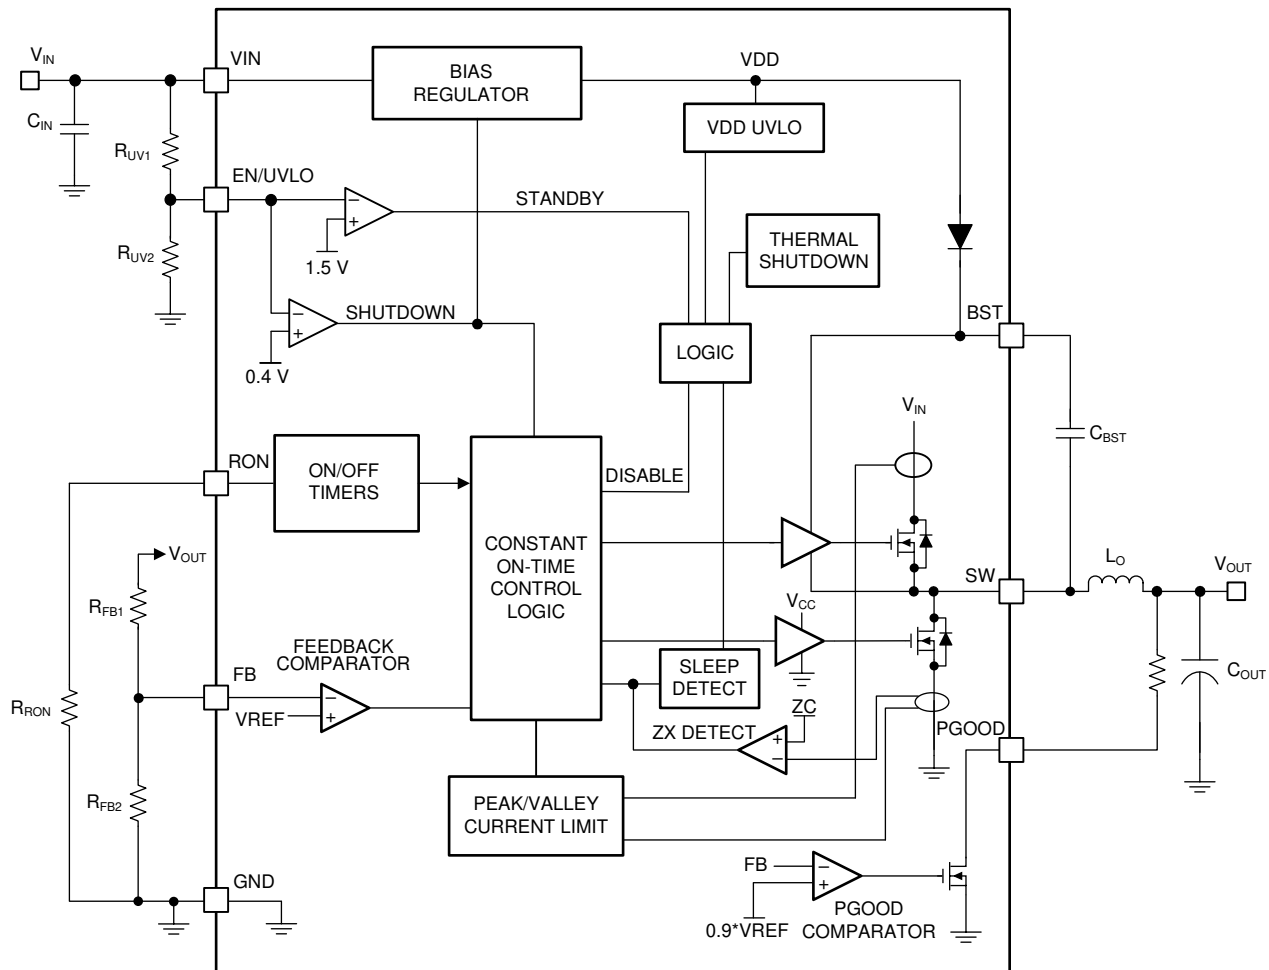 VIN
VIN
BIAS
REGULATOR
VDD
CIN
RUV1
VDD UVLO
EN/UVLO
STANDBY
1.5 V
RUV2
THERMAL
SHUTDOWN
SHUTDOWN
0.4 V
BST
LOGIC
VIN
CBST
RON
ON/OFF
TIMERS
DISABLE
CONSTANT
ON-TIME
CONTROL
LOGIC
VOUT
RFB1
SW
LO
VOUT
VCC
FEEDBACK
COMPARATOR
FB
VREF
SLEEP
DETECT
COUT
RRON
ZC
ZX DETECT
PGOOD
RFB2
PEAK/VALLEY
CURRENT LIMIT
GND
FB
0.9*VREF
PGOOD
COMPARATOR